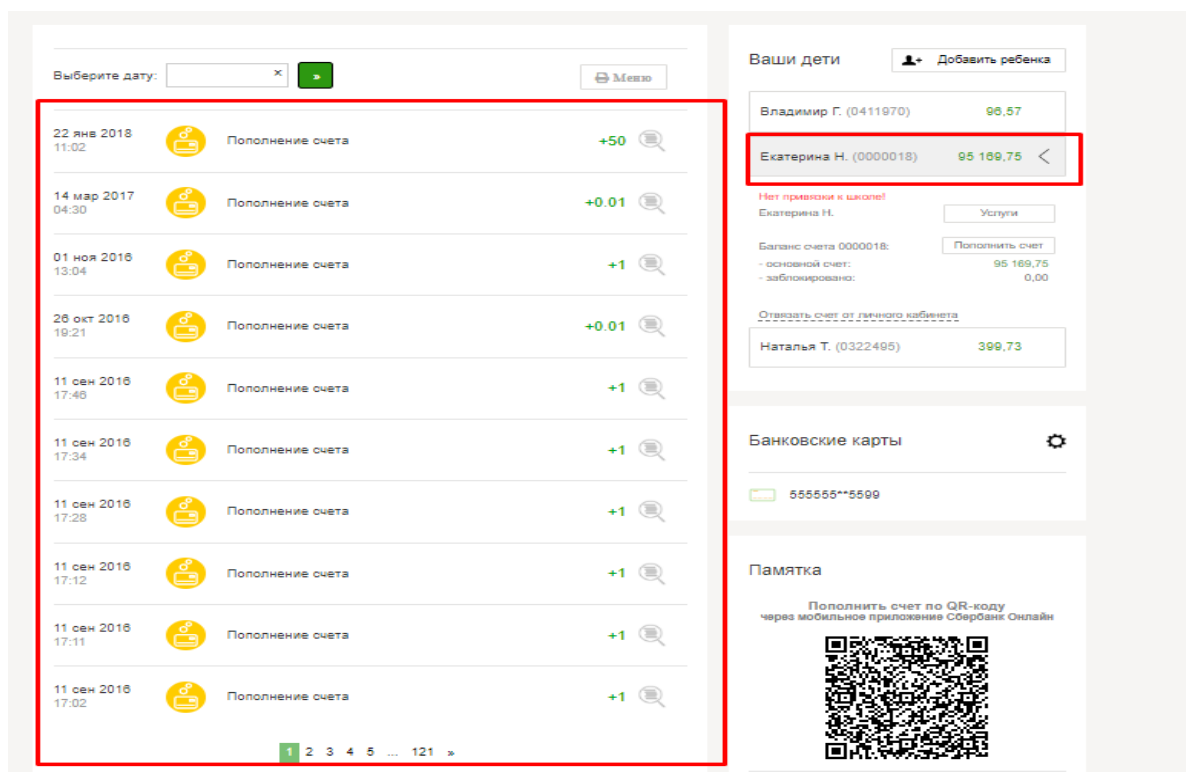 Выберите дату: × »
Меню
22 янв 2018
11:02
Пополнение счета +50
14 мар 2017
04:30
Пополнение счета +0.01
01 ноя 2016
13:04
Пополнение счета +1
26 окт 2016
19:21
Пополнение счета +0.01
11 сен 2016
17:46
Пополнение счета +1
11 сен 2016
17:34
Пополнение счета +1
11 сен 2016
17:28
Пополнение счета +1
11 сен 2016
17:12
Пополнение счета +1
11 сен 2016
17:11
Пополнение счета +1
11 сен 2016
17:02
Пополнение счета +1
1 2 3 4 5 ... 121 »
Ваши дети
Добавить ребенка
Владимир Г. (0411970) 96,57
Екатерина Н. (0000018) 95 169,75
Нет привязки к школе!
Екатерина Н. Услуги
Баланс счета 0000018: Пополнить счет
- основной счет: 95 169,75
- заблокировано: 0,00
Отвязать счет от личного кабинета
Наталья Т. (0322495) 399,73
Банковские карты
555555**5599
Памятка
Пополнить счет по QR-коду
через мобильное приложение Сбербанк Онлайн